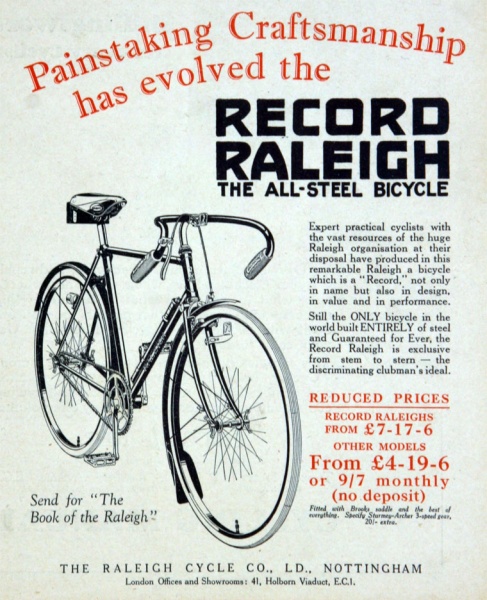 Painstaking Craftsmanship
has evolved the
RECORD
RALEIGH
THE ALL-STEEL BICYCLE
Expert practical cyclists with
the vast resources of the huge
Raleigh organisation at their
disposal have produced in this
remarkable Raleigh a bicycle
which is a "Record," not only
in name but also in design,
in value and in performance.
Still the ONLY bicycle in the
world built ENTIRELY of steel
and Guaranteed for Ever, the
Record Raleigh is exclusive
from stem to stern — the
discriminating clubman's ideal.
REDUCED PRICES
RECORD RALEIGHS
FROM £7-17-6
OTHER MODELS
From £4-19-6
or 9/7 monthly
(no deposit)
Fitted with Brooks saddle and the best of
everything. Specify Sturmey-Archer 3-speed gear,
20/- extra.
Send for "The
Book of the Raleigh"
THE RALEIGH CYCLE CO., LD., NOTTINGHAM
London Offices and Showrooms: 41, Holborn Viaduct, E.C.1.